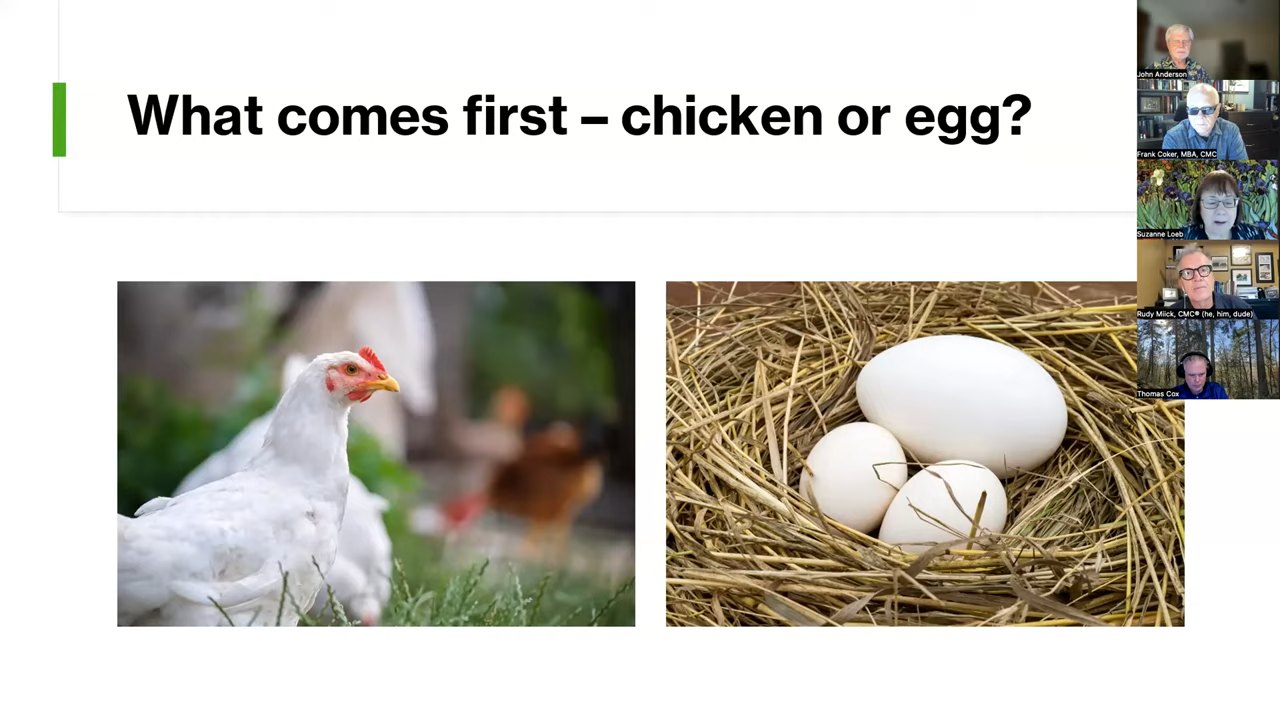 What comes first – chicken or egg?
John Anderson
Frank Coker, MBA, CMC
Suzanne Loeb
Rudy Miick, CMC® (he, him, dude)
Thomas Cox